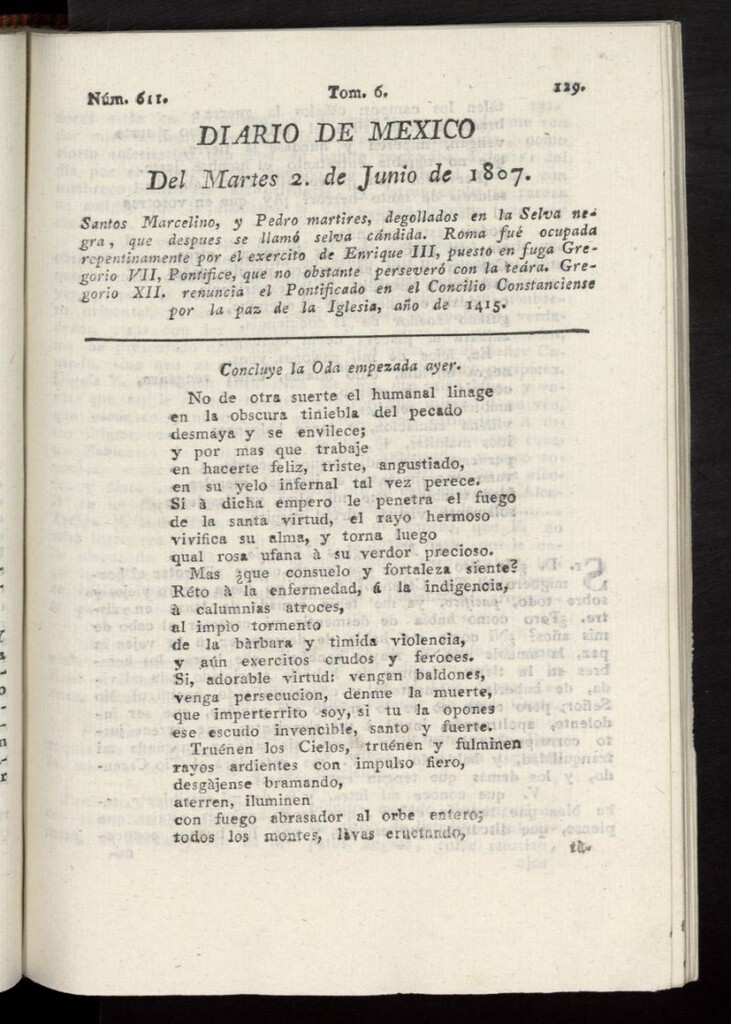 Núm. 611. Tom. 6. 129.
DIARIO DE MEXICO
Del Martes 2. de Junio de 1807.
Santos Marcelino, y Pedro martires, degollados en la Selva ne-
gra, que despues se llamó selva cándida. Roma fué ocupada
repentinamente por el exercito de Enrique III, puesto en fuga Gre-
gorio VII, Pontifice, que no obstante perseveró con la teára. Gre-
gorio XII. renuncia el Pontificado en el Concilio Constanciense
por la paz de la Iglesia, año de 1415.
Concluye la Oda empezada ayer.
No de otra suerte el humanal linage
en la obscura tiniebla del pecado
desmaya y se envilece;
y por mas que trabaje
en hacerte feliz, triste, angustiado,
en su yelo infernal tal vez perece.
Si à dicha empero le penetra el fuego
de la santa virtud, el rayo hermoso
vivifica su alma, y torna luego
qual rosa ufana à su verdor precioso.
Mas ¿que consuelo y fortaleza siente?
Réto à la enfermedad, á la indigencia,
à calumnias atroces,
al impio tormento
de la bàrbara y tìmida violencia,
y aún exercitos crudos y feroces.
Si, adorable virtud: vengan baldones,
venga persecucion, denme la muerte,
que imperterrito soy, si tu la opones
ese escudo invencible, santo y fuerte.
Truénen los Cielos, truénen y fulminen
rayos ardientes con impulso fiero,
desgàjense bramando,
aterren, iluminen
con fuego abrasador al orbe entero;
todos los montes, lavas eructando,